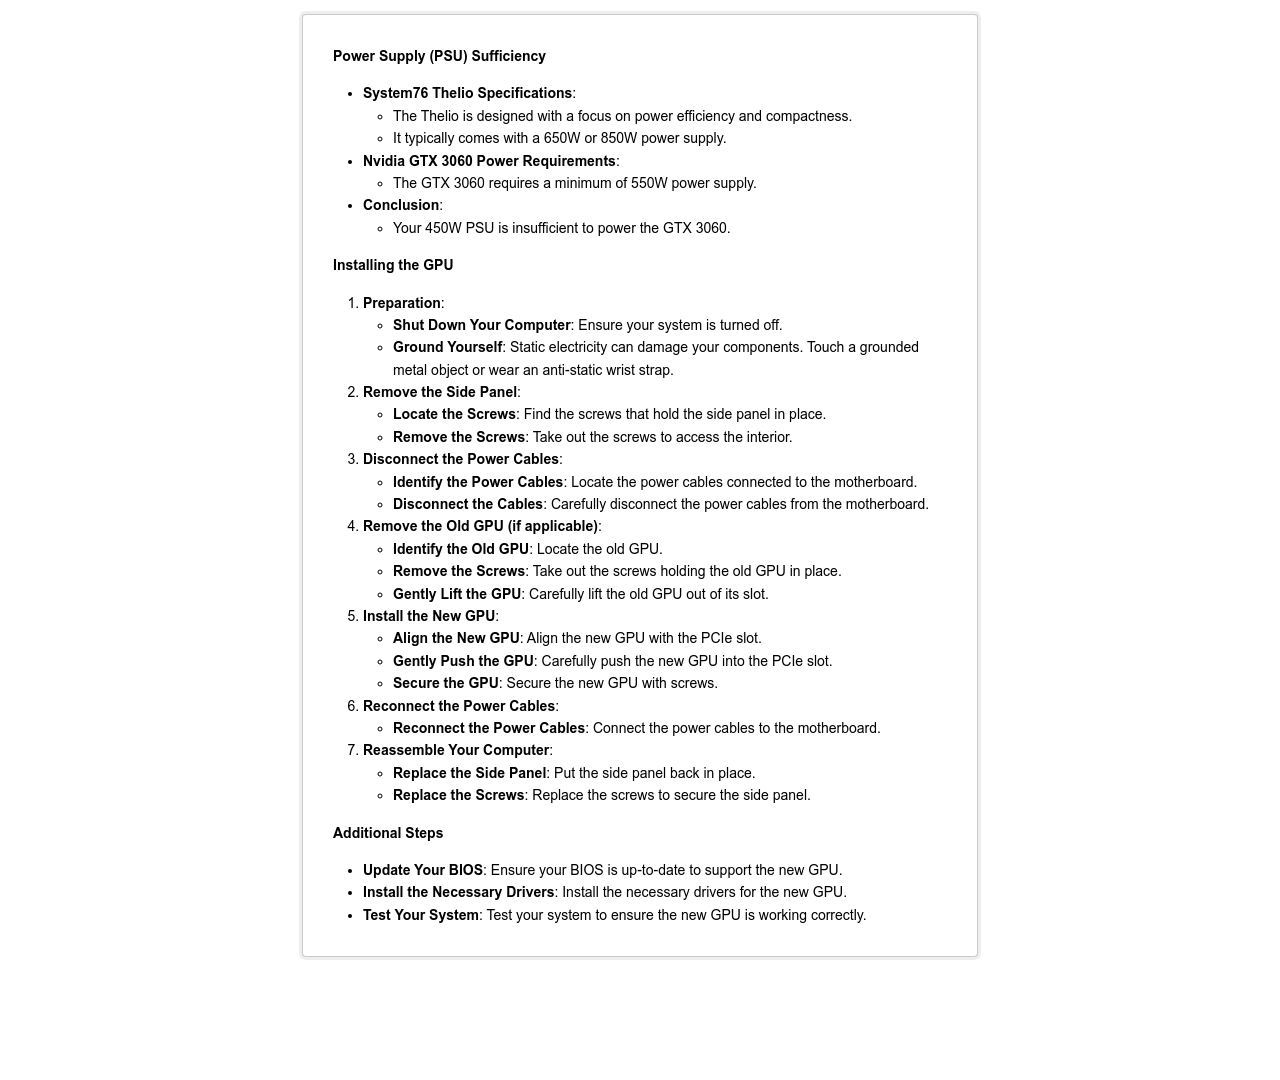 Power Supply (PSU) Sufficiency
• System76 Thelio Specifications:
◦ The Thelio is designed with a focus on power efficiency and compactness.
◦ It typically comes with a 650W or 850W power supply.
• Nvidia GTX 3060 Power Requirements:
◦ The GTX 3060 requires a minimum of 550W power supply.
• Conclusion:
◦ Your 450W PSU is insufficient to power the GTX 3060.
Installing the GPU
1. Preparation:
◦ Shut Down Your Computer: Ensure your system is turned off.
◦ Ground Yourself: Static electricity can damage your components. Touch a grounded
metal object or wear an anti-static wrist strap.
2. Remove the Side Panel:
◦ Locate the Screws: Find the screws that hold the side panel in place.
◦ Remove the Screws: Take out the screws to access the interior.
3. Disconnect the Power Cables:
◦ Identify the Power Cables: Locate the power cables connected to the motherboard.
◦ Disconnect the Cables: Carefully disconnect the power cables from the motherboard.
4. Remove the Old GPU (if applicable):
◦ Identify the Old GPU: Locate the old GPU.
◦ Remove the Screws: Take out the screws holding the old GPU in place.
◦ Gently Lift the GPU: Carefully lift the old GPU out of its slot.
5. Install the New GPU:
◦ Align the New GPU: Align the new GPU with the PCIe slot.
◦ Gently Push the GPU: Carefully push the new GPU into the PCIe slot.
◦ Secure the GPU: Secure the new GPU with screws.
6. Reconnect the Power Cables:
◦ Reconnect the Power Cables: Connect the power cables to the motherboard.
7. Reassemble Your Computer:
◦ Replace the Side Panel: Put the side panel back in place.
◦ Replace the Screws: Replace the screws to secure the side panel.
Additional Steps
• Update Your BIOS: Ensure your BIOS is up-to-date to support the new GPU.
• Install the Necessary Drivers: Install the necessary drivers for the new GPU.
• Test Your System: Test your system to ensure the new GPU is working correctly.